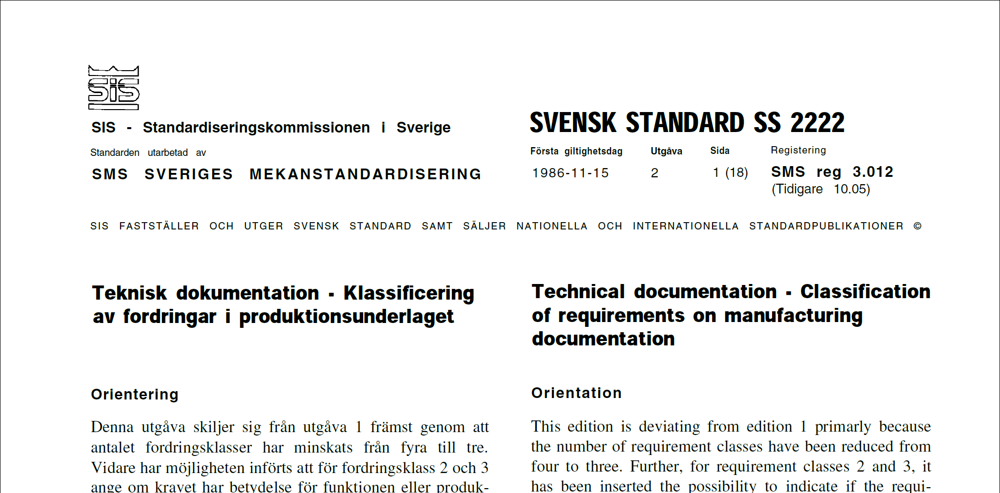 SIS
SIS - Standardiseringskommissionen i Sverige
Standarden utarbetad av
SMS SVERIGES MEKANSTANDARDISERING
SVENSK STANDARD SS 2222
Första giltighetsdag Utgåva Sida Registering
1986-11-15 2 1 (18) SMS reg 3.012
(Tidigare 10.05)
SIS FASTSTÄLLER OCH UTGER SVENSK STANDARD SAMT SÄLJER NATIONELLA OCH INTERNATIONELLA STANDARDPUBLIKATIONER ©
Teknisk dokumentation - Klassificering
av fordringar i produktionsunderlaget
Orientering
Denna utgåva skiljer sig från utgåva 1 främst genom att
antalet fordringsklasser har minskats från fyra till tre.
Vidare har möjligheten införts att för fordringsklass 2 och 3
ange om kravet har betydelse för funktionen eller produk-
Technical documentation - Classification
of requirements on manufacturing
documentation
Orientation
This edition is deviating from edition 1 primarly because
the number of requirement classes have been reduced from
four to three. Further, for requirement classes 2 and 3, it
has been inserted the possibility to indicate if the requi-